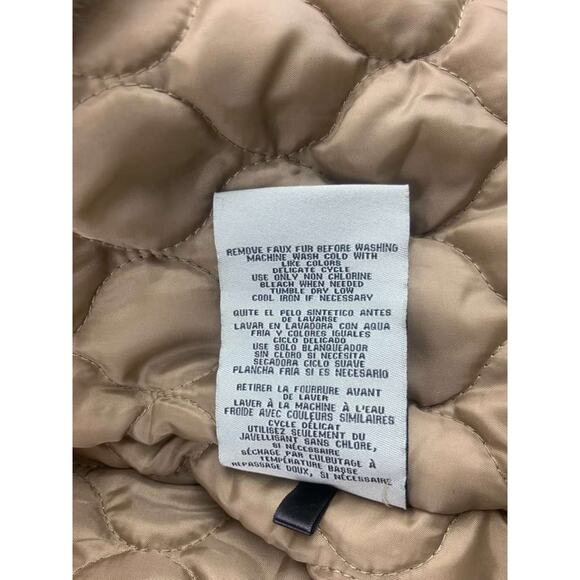 REMOVE FAUX FUR BEFORE WASHING
MACHINE WASH COLD WITH
LIKE COLORS
DELICATE CYCLE
USE ONLY NON CHLORINE
BLEACH WHEN NEEDED
TUMBLE DRY LOW
COOL IRON IF NECESSARY
QUITE EL PELO SINTETICO ANTES
DE LAVARSE
LAVAR EN LAVADORA CON AQUA
FRIA Y COLORES IGUALES
CICLO DELICADO
USE SOLO BLANQUEADOR
SIN CLORO SI NECESITA
SECADORA CICLO SUAVE
PLANCHA FRIA SI ES NECESARIO
RETIRER LA FOURRURE AVANT
DE LAVER
LAVER À LA MACHINE À L'EAU
FROIDE AVEC COULEURS SIMILAIRES
CYCLE DÉLICAT
UTILISEZ SEULEMENT DU
JAVELLISANT SANS CHLORE,
SI NÉCESSAIRE
SÉCHAGE PAR CULBUTAGE À
TEMPÉRATURE BASSE
REPASSAGE DOUX, SI NÉCESSAIRE